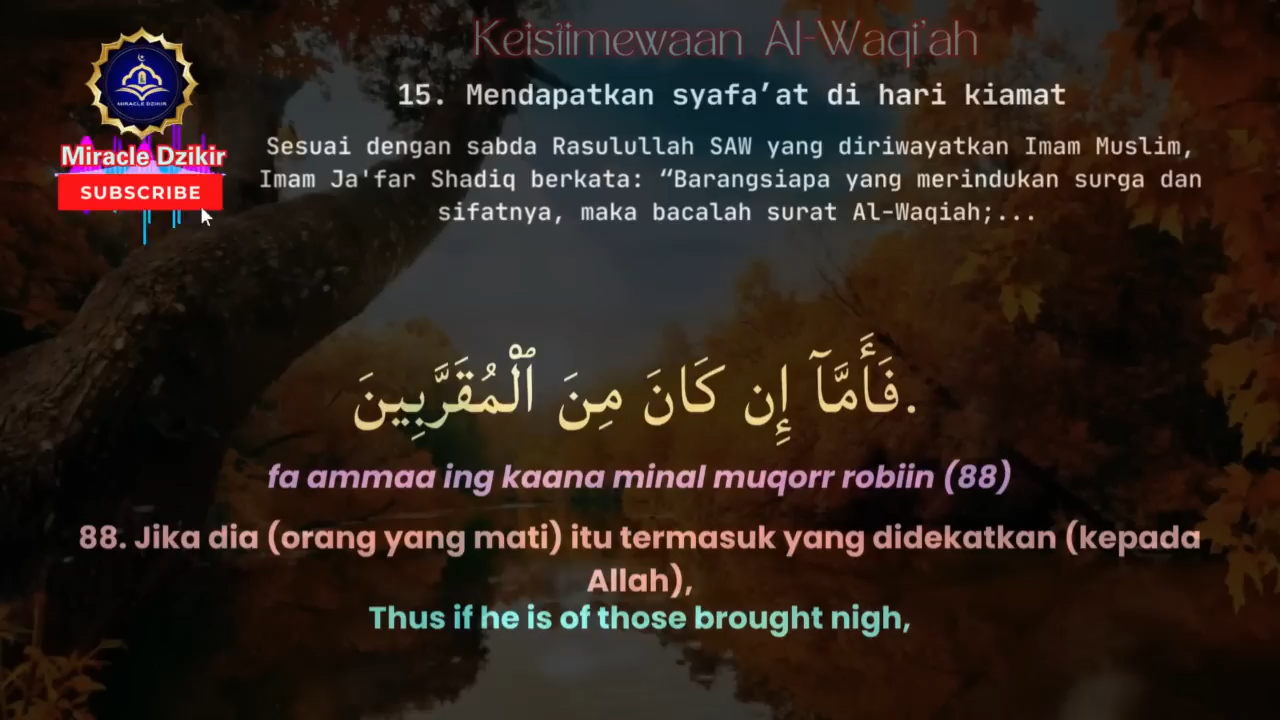 Keistimewaan Al-Waqi'ah
15. Mendapatkan syafa’at di hari kiamat
Sesuai dengan sabda Rasulullah SAW yang diriwayatkan Imam Muslim,
Imam Ja'far Shadiq berkata: “Barangsiapa yang merindukan surga dan
sifatnya, maka bacalah surat Al-Waqiah;...
MIRACLE DZIKIR
Miracle Dzikir
SUBSCRIBE
فَأَمَّآ إِن كَانَ مِنَ ٱلْمُقَرَّبِينَ.
fa ammaa ing kaana minal muqorr robiin (88)
88. Jika dia (orang yang mati) itu termasuk yang didekatkan (kepada
Allah),
Thus if he is of those brought nigh,